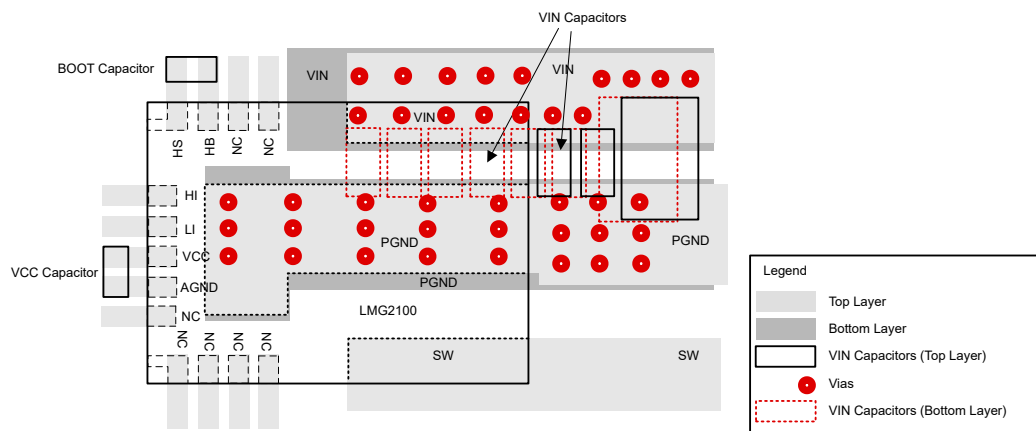 VIN Capacitors
BOOT Capacitor
VIN
VIN
VIN
HS
HB
NC
NC
HI
LI
VCC
AGND
NC
VCC Capacitor
PGND
PGND
PGND
LMG2100
NC
NC
NC
NC
SW
SW
Legend
Top Layer
Bottom Layer
VIN Capacitors (Top Layer)
Vias
VIN Capacitors (Bottom Layer)